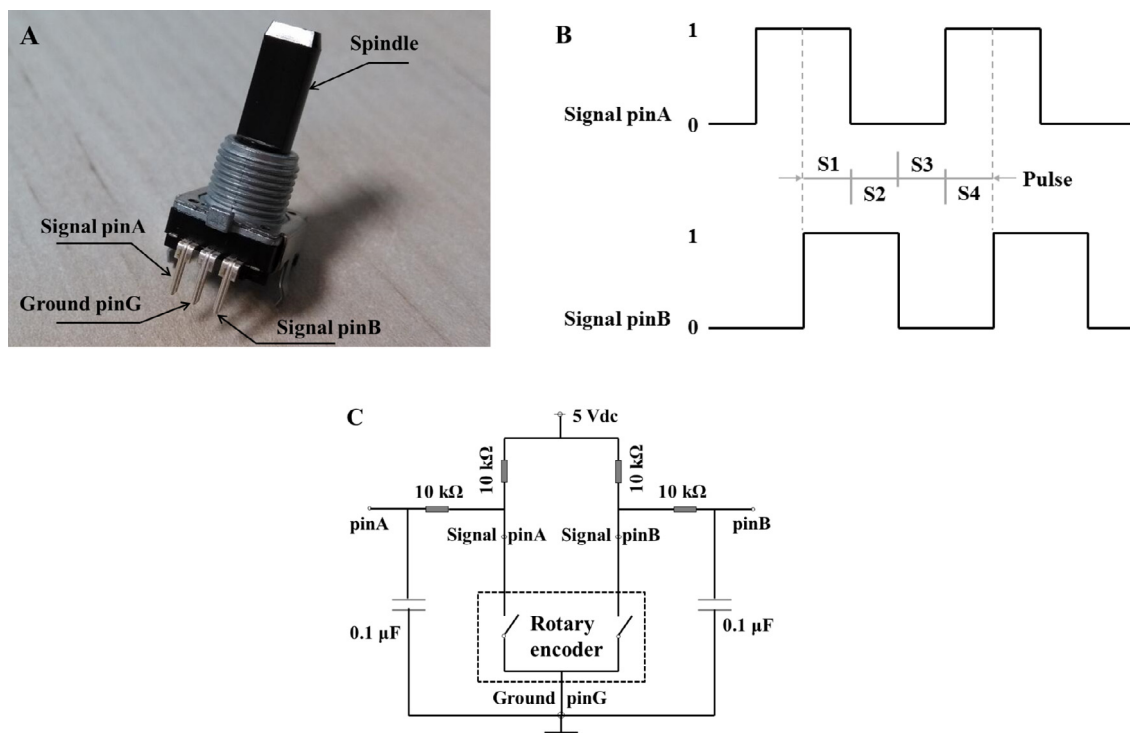 A
Spindle
Signal pinA
Ground pinG
Signal pinB
B
1
Signal pinA
0
S1
S3
Pulse
S2
S4
1
Signal pinB
0
C
5 Vdc
10 kΩ
10 kΩ
10 kΩ
10 kΩ
pinA
Signal pinA
Signal pinB
pinB
0.1 µF
Rotary
encoder
0.1 µF
Ground pinG